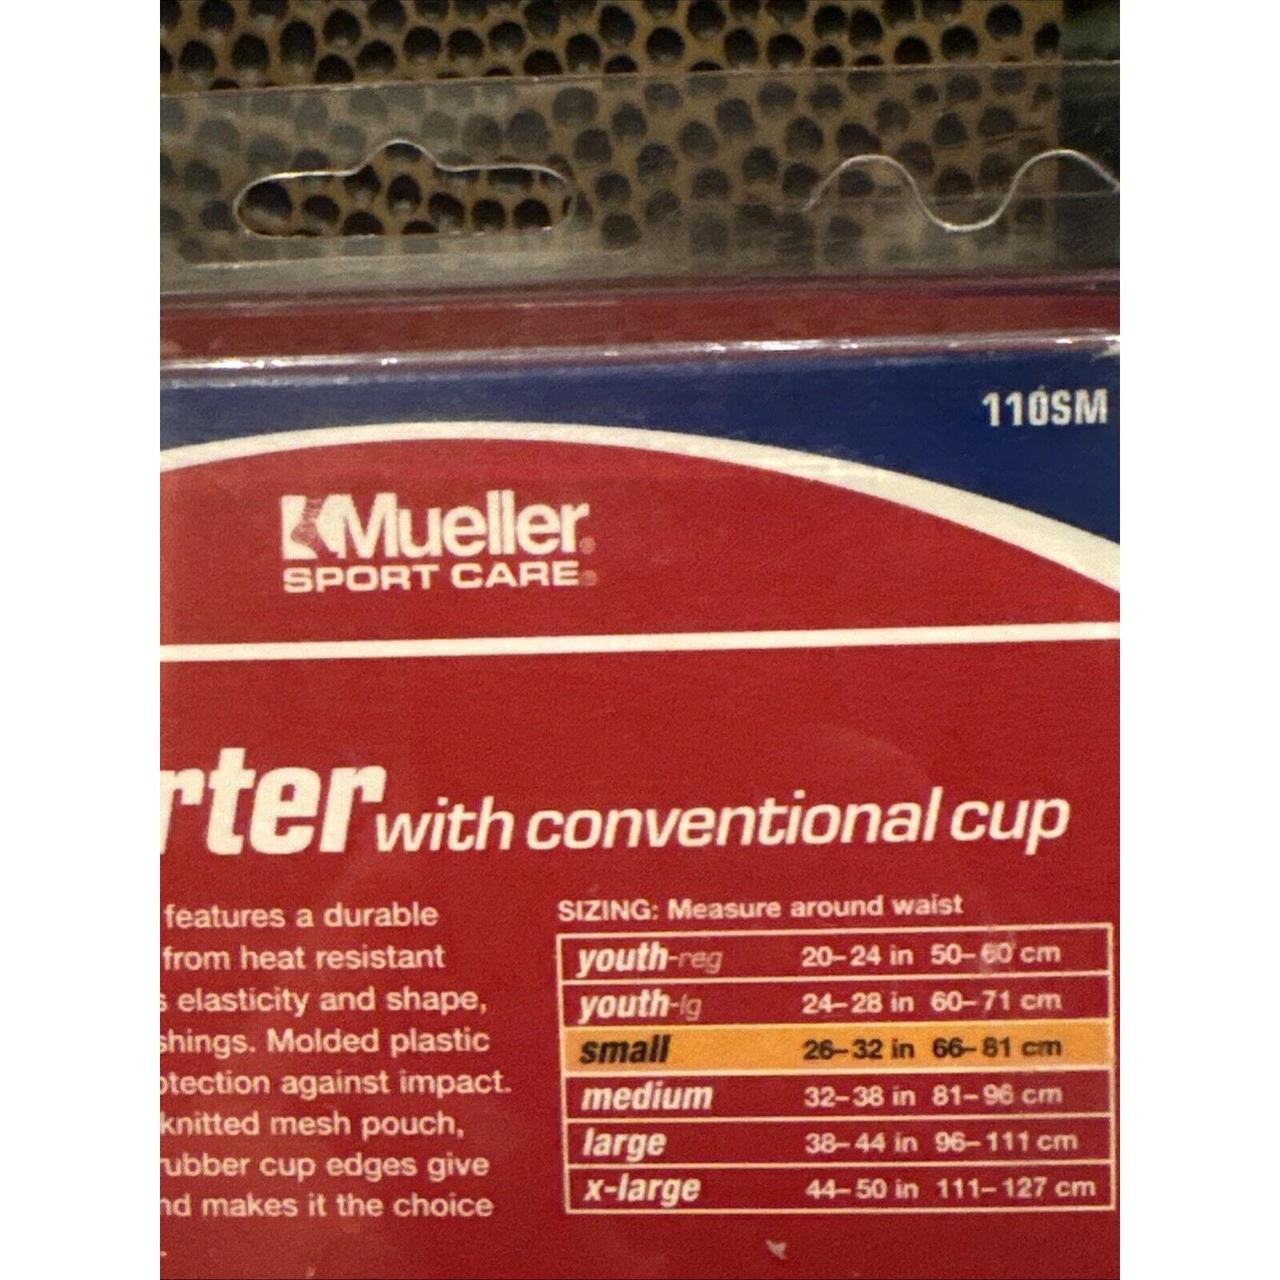 110SM
Mueller®
SPORT CARE®
rter with conventional cup
features a durable
from heat resistant
s elasticity and shape,
shings. Molded plastic
otection against impact.
knitted mesh pouch,
rubber cup edges give
nd makes it the choice
SIZING: Measure around waist
youth-reg 20–24 in 50–60 cm
youth-lg 24–28 in 60–71 cm
small 26–32 in 66–81 cm
medium 32–38 in 81–96 cm
large 38–44 in 96–111 cm
x-large 44–50 in 111–127 cm